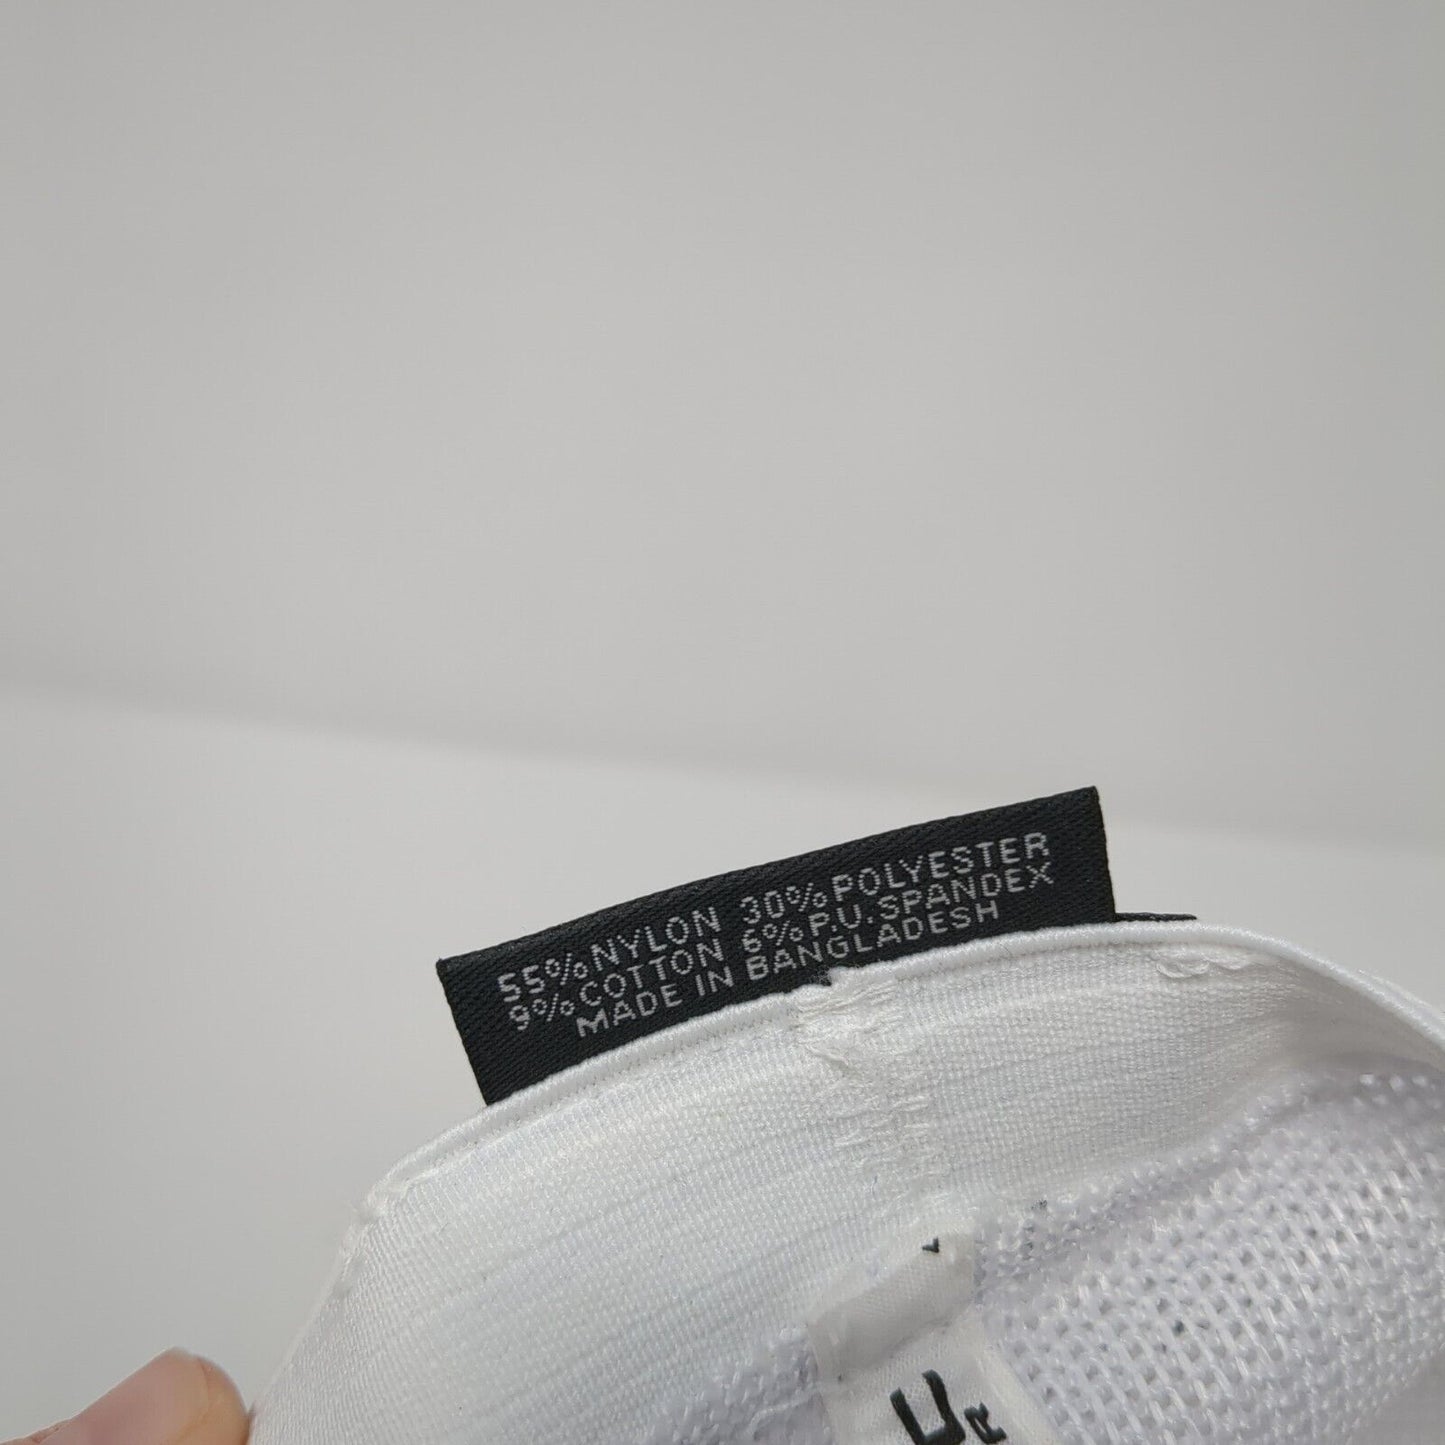 55% NYLON 30% POLYESTER
9% COTTON 6% P.U. SPANDEX
MADE IN BANGLADESH